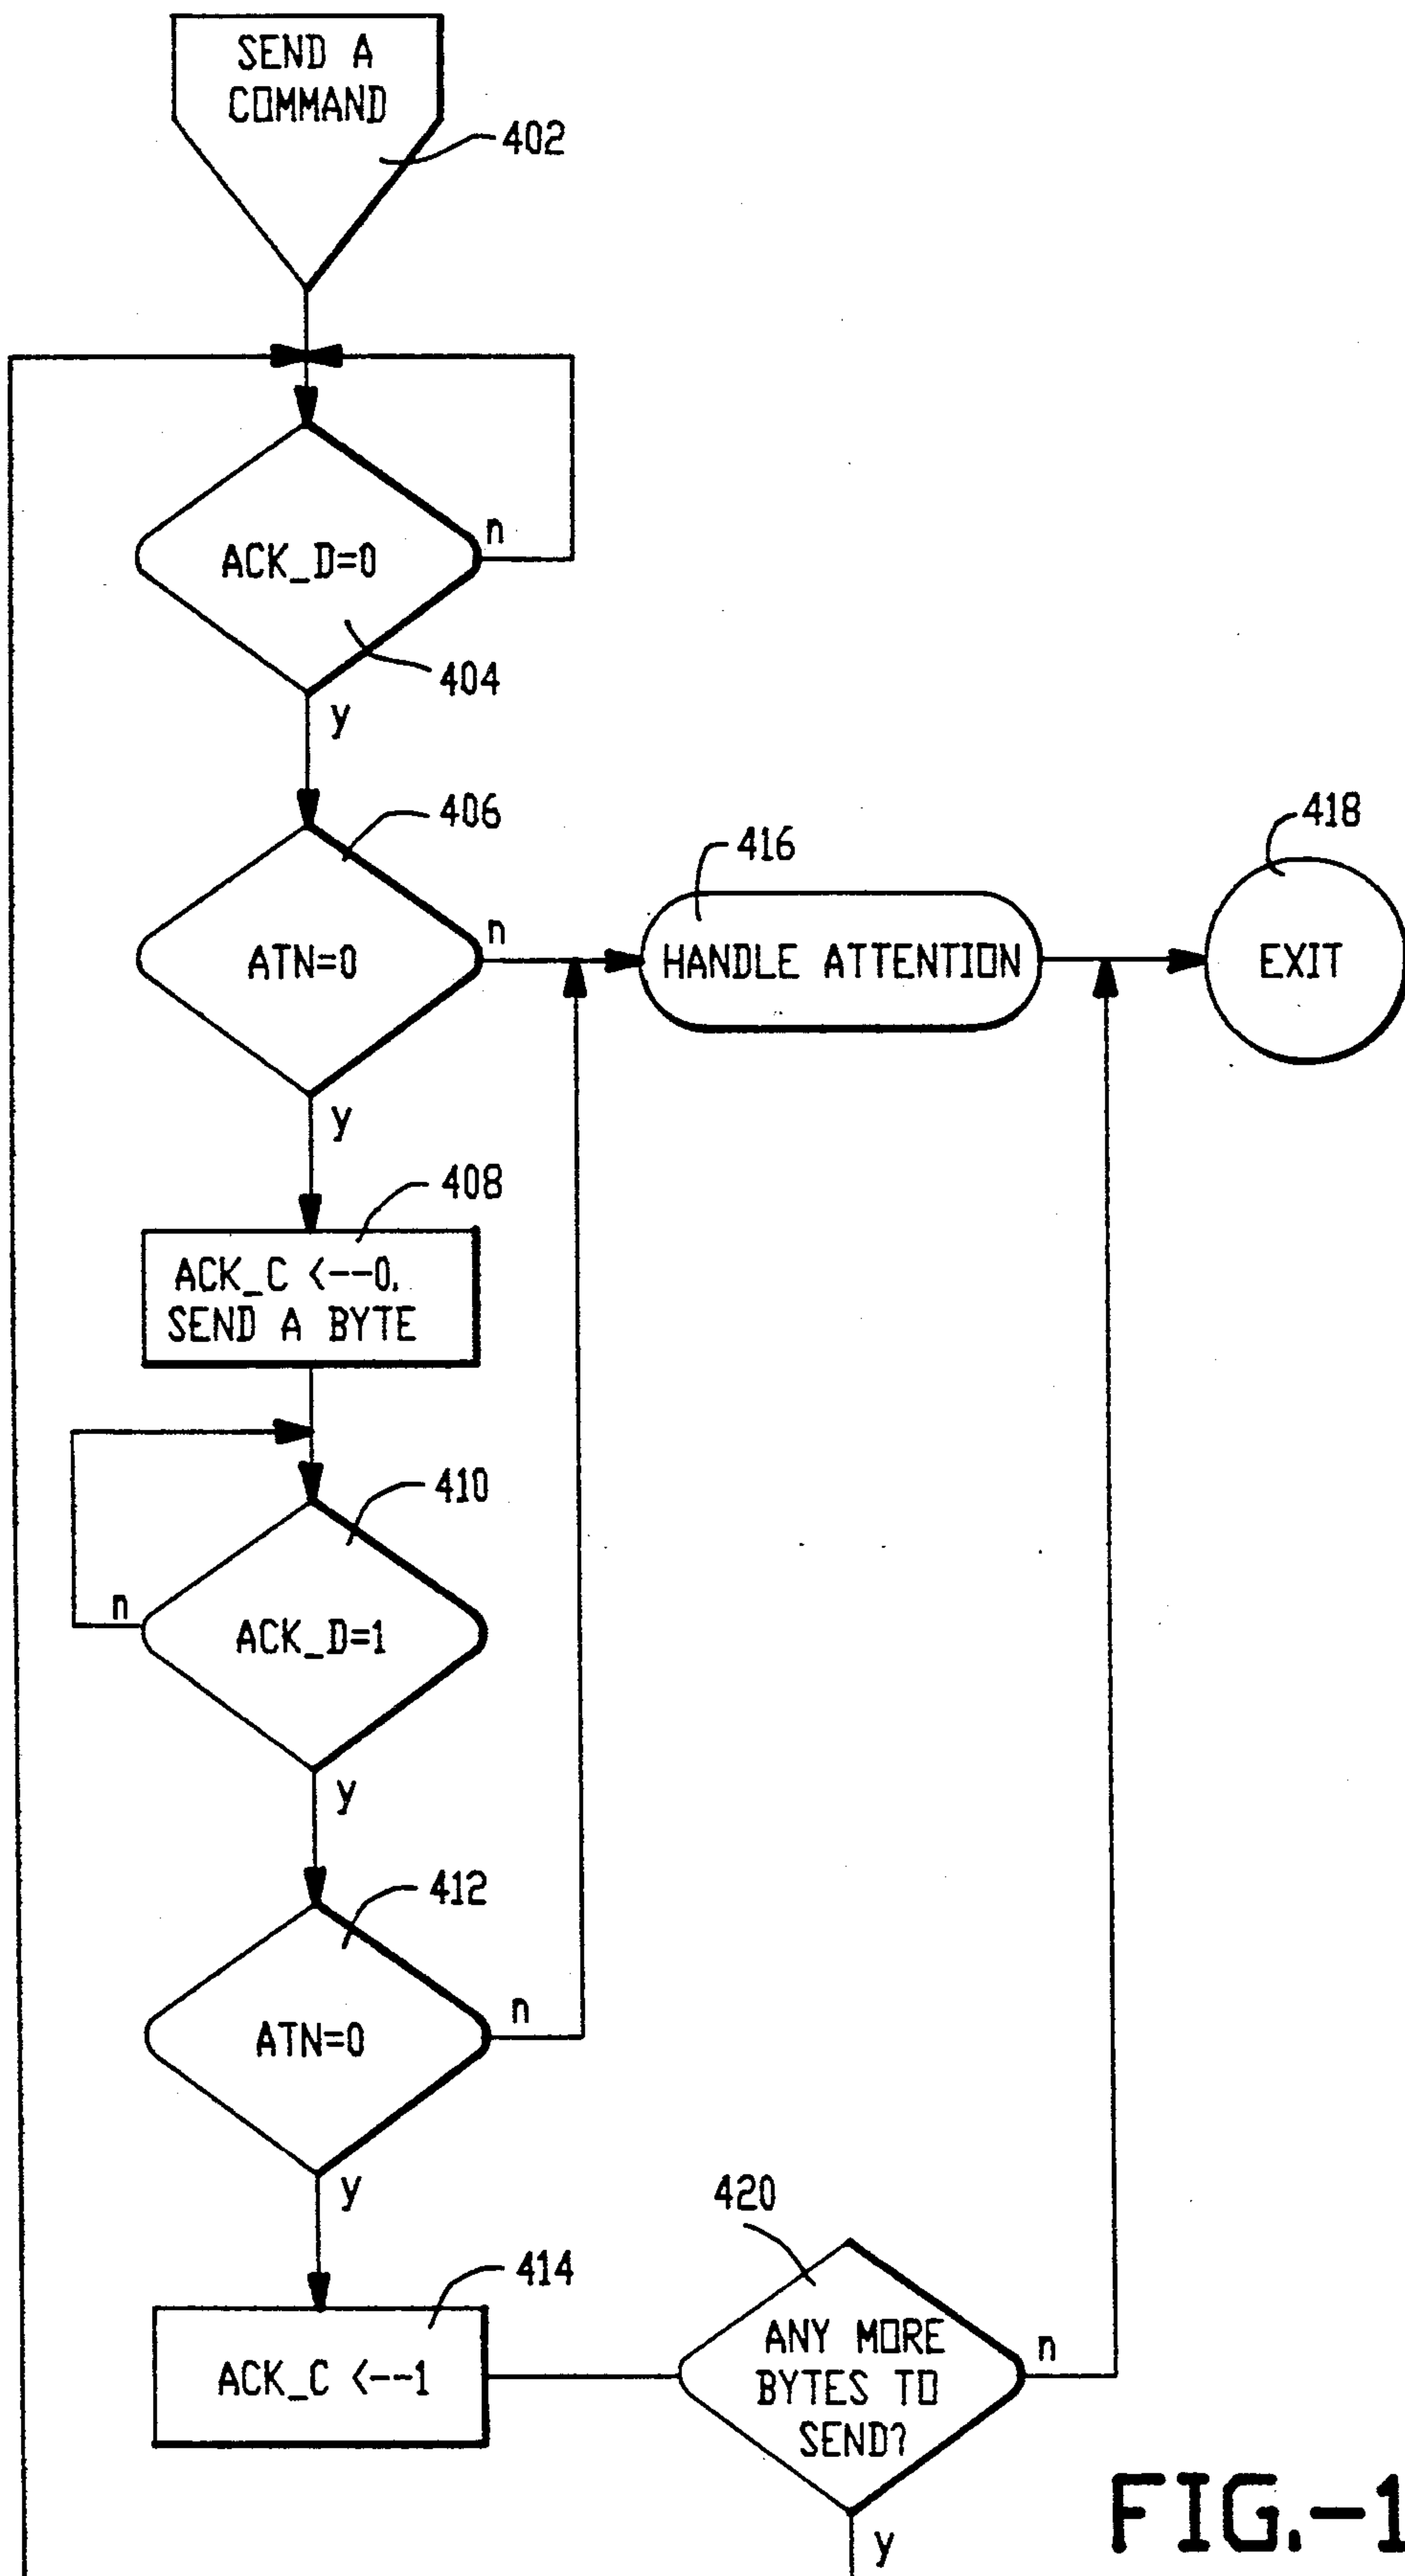 SEND A
COMMAND
402
ACK_D=0
n
404
y
406
ATN=0
n
416
HANDLE ATTENTION
418
EXIT
y
408
ACK_C <--0,
SEND A BYTE
410
n
ACK_D=1
y
412
ATN=0
n
y
414
ACK_C <--1
420
ANY MORE
BYTES TO
SEND?
n
y
FIG.-1